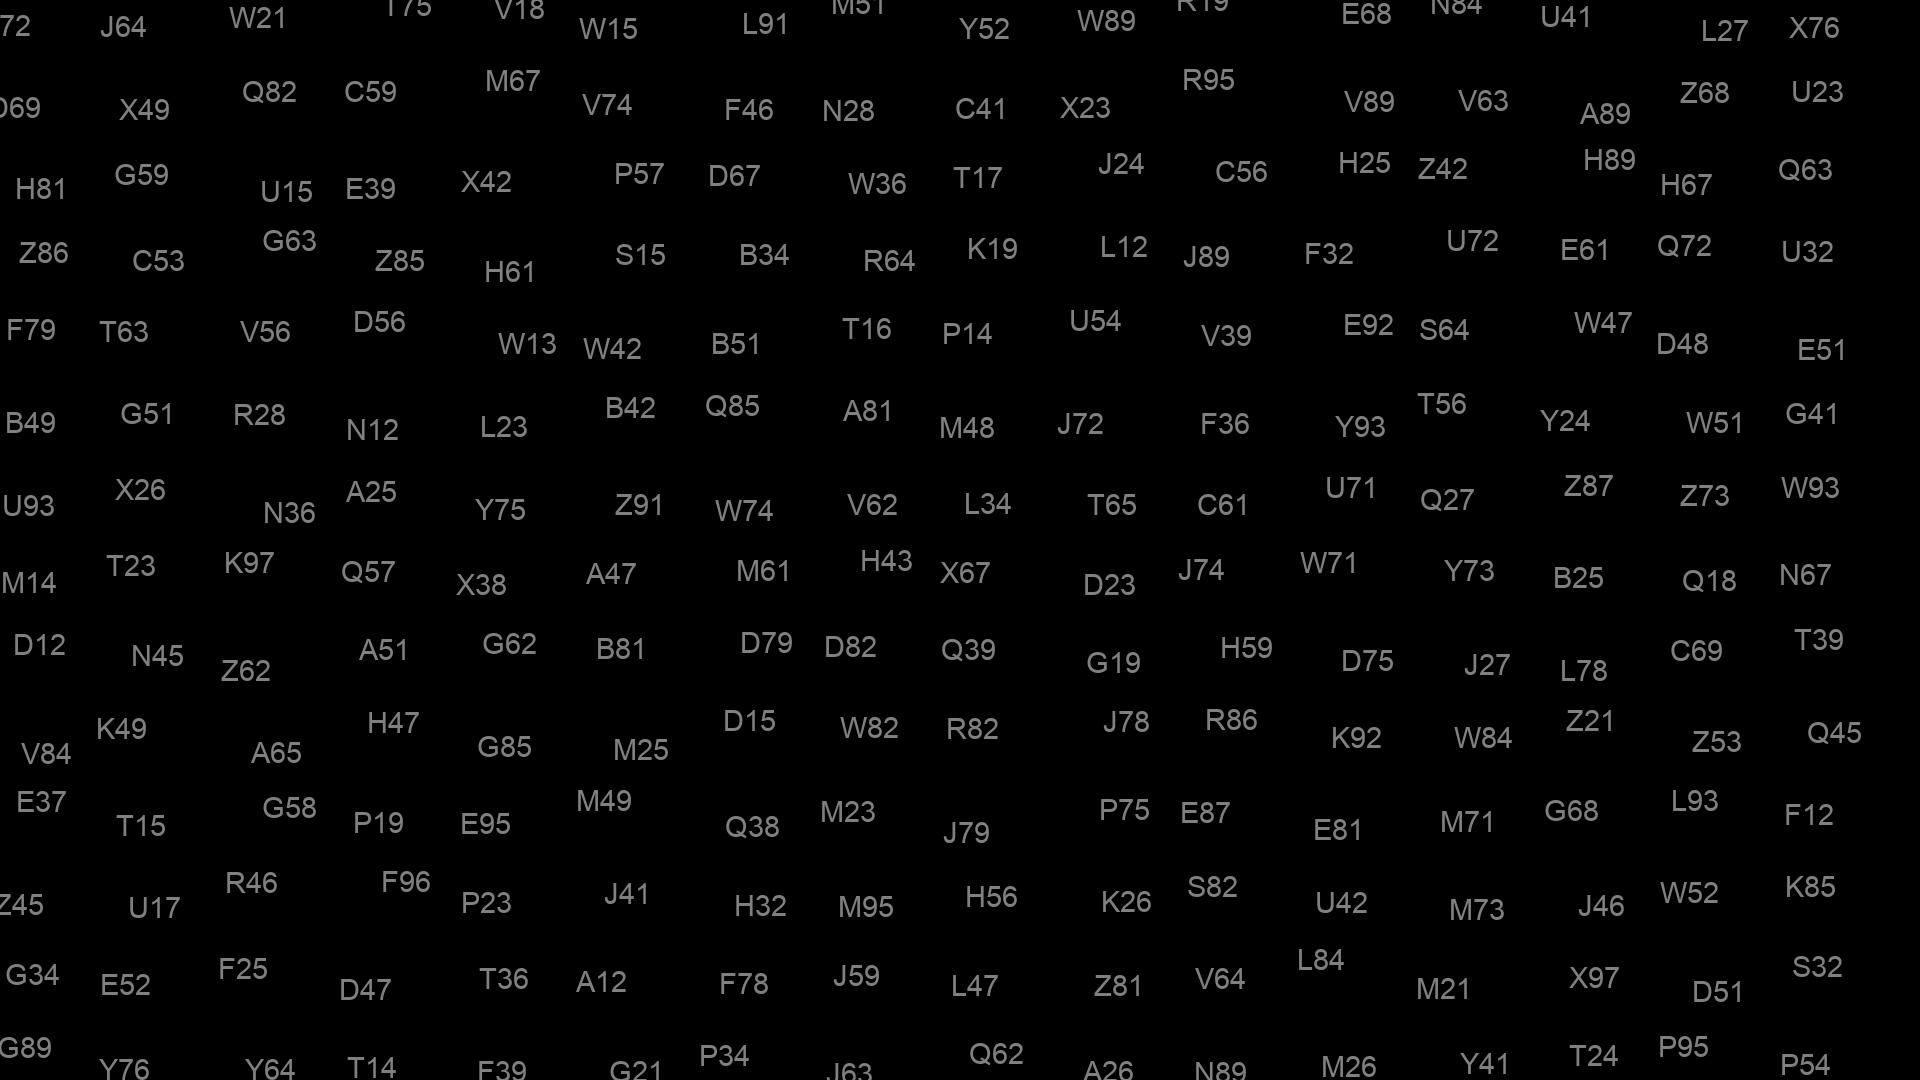 72 J64 W21 T75 V18 W15 L91 M51 Y52 W89 R19 E68 N84 U41 L27 X76
D69 X49 Q82 C59 M67 V74 F46 N28 C41 X23 R95 V89 V63 A89 Z68 U23
H81 G59 U15 E39 X42 P57 D67 W36 T17 J24 C56 H25 Z42 H89 H67 Q63
Z86 C53 G63 Z85 H61 S15 B34 R64 K19 L12 J89 F32 U72 E61 Q72 U32
F79 T63 V56 D56 W13 W42 B51 T16 P14 U54 V39 E92 S64 W47 D48 E51
B49 G51 R28 N12 L23 B42 Q85 A81 M48 J72 F36 Y93 T56 Y24 W51 G41
U93 X26 N36 A25 Y75 Z91 W74 V62 L34 T65 C61 U71 Q27 Z87 Z73 W93
M14 T23 K97 Q57 X38 A47 M61 H43 X67 D23 J74 W71 Y73 B25 Q18 N67
D12 N45 Z62 A51 G62 B81 D79 D82 Q39 G19 H59 D75 J27 L78 C69 T39
V84 K49 A65 H47 G85 M25 D15 W82 R82 J78 R86 K92 W84 Z21 Z53 Q45
E37 T15 G58 P19 E95 M49 Q38 M23 J79 P75 E87 E81 M71 G68 L93 F12
Z45 U17 R46 F96 P23 J41 H32 M95 H56 K26 S82 U42 M73 J46 W52 K85
G34 E52 F25 D47 T36 A12 F78 J59 L47 Z81 V64 L84 M21 X97 D51 S32
G89 Y76 Y64 T14 F39 G21 P34 J63 Q62 A26 N89 M26 Y41 T24 P95 P54